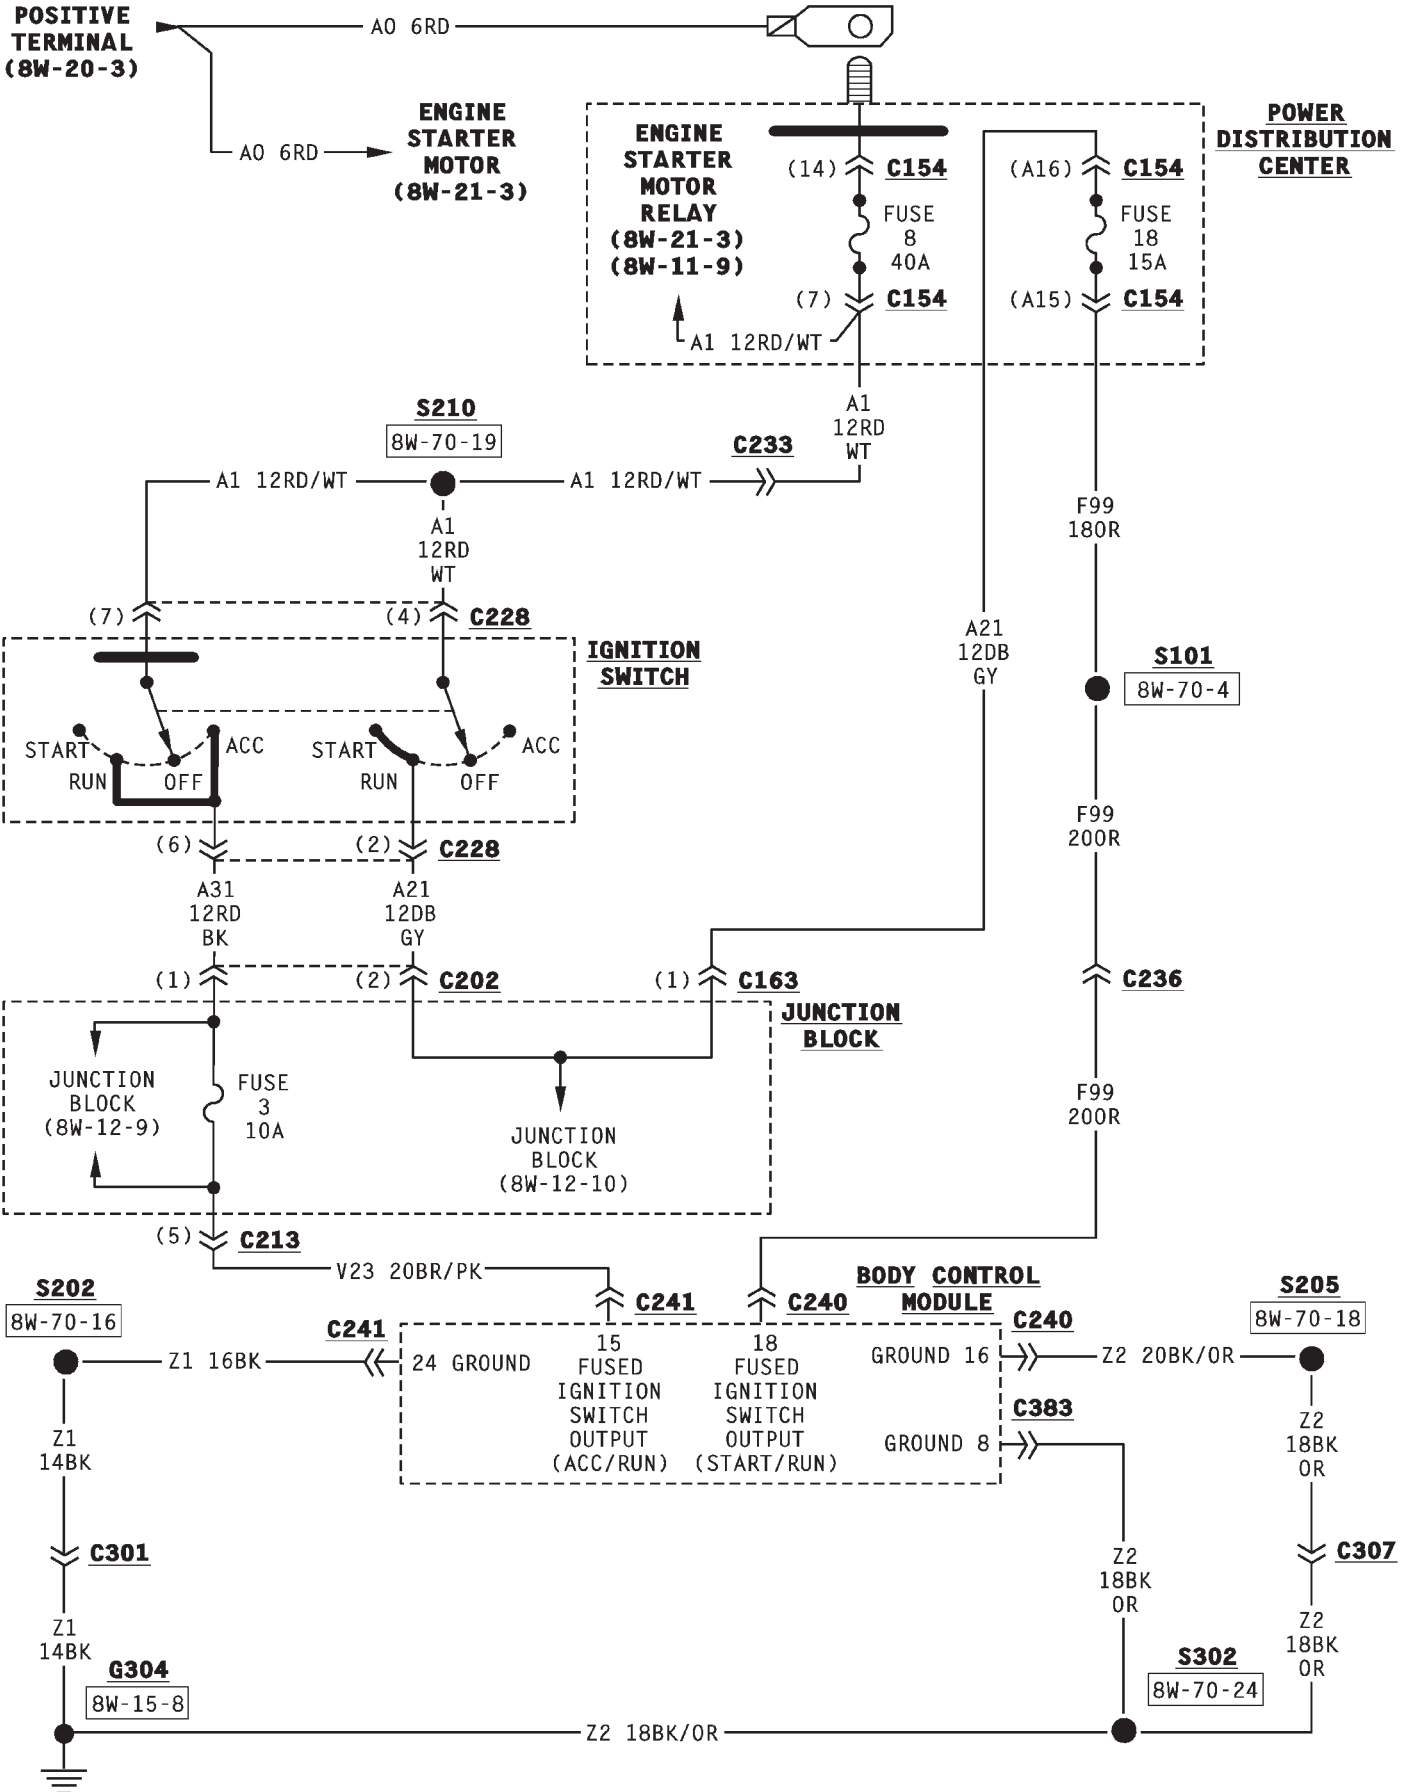 POSITIVE
TERMINAL
(8W-20-3)
A0 6RD
A0 6RD
ENGINE
STARTER
MOTOR
(8W-21-3)
ENGINE
STARTER
MOTOR
RELAY
(8W-21-3)
(8W-11-9)
POWER
DISTRIBUTION
CENTER
(14) C154
FUSE
8
40A
(7) C154
A1 12RD/WT
(A16) C154
FUSE
18
15A
(A15) C154
A1
12RD
WT
S210
8W-70-19
C233
A1 12RD/WT
A1 12RD/WT
A1
12RD
WT
F99
18OR
(7)
(4) C228
IGNITION
SWITCH
A21
12DB
GY
S101
8W-70-4
START
RUN
OFF
ACC
START
RUN
OFF
ACC
F99
20OR
(6)
(2) C228
A31
12RD
BK
A21
12DB
GY
(1)
(2) C202
(1) C163
C236
JUNCTION
BLOCK
JUNCTION
BLOCK
(8W-12-9)
FUSE
3
10A
JUNCTION
BLOCK
(8W-12-10)
F99
20OR
(5) C213
V23 20BR/PK
S202
8W-70-16
C241
C240
BODY CONTROL
MODULE
S205
8W-70-18
C241
C240
Z1 16BK
24 GROUND
15
FUSED
IGNITION
SWITCH
OUTPUT
(ACC/RUN)
18
FUSED
IGNITION
SWITCH
OUTPUT
(START/RUN)
GROUND 16
Z2 20BK/OR
C383
GROUND 8
Z1
14BK
Z2
18BK
OR
C301
C307
Z2
18BK
OR
Z1
14BK
Z2
18BK
OR
G304
8W-15-8
S302
8W-70-24
Z2 18BK/OR